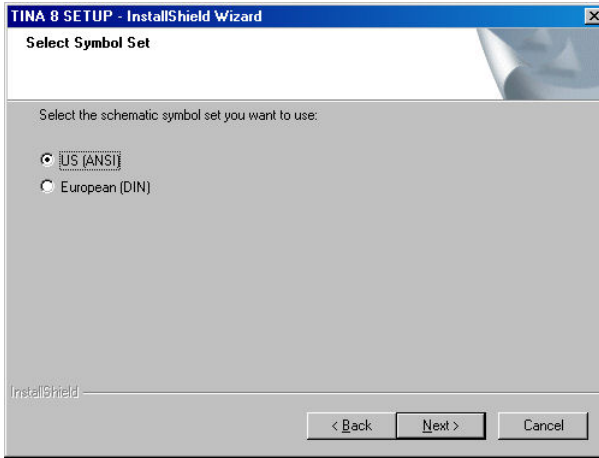 TINA 8 SETUP - InstallShield Wizard
Select Symbol Set
Select the schematic symbol set you want to use:
US (ANSI)
European (DIN)
InstallShield
< Back Next > Cancel